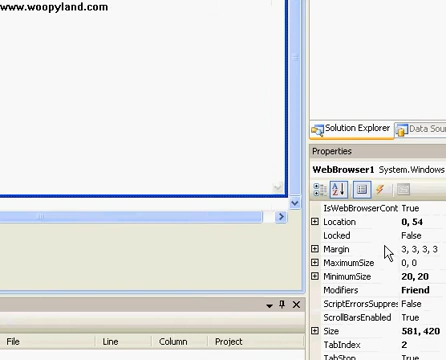 www.woopyland.com
Solution Explorer
Data Sour
Properties
WebBrowser1 System.Windows
IsWebBrowserCont True
Location 0, 54
Locked False
Margin 3, 3, 3, 3
MaximumSize 0, 0
MinimumSize 20, 20
Modifiers Friend
ScriptErrorsSuppres False
ScrollBarsEnabled True
Size 581, 420
TabIndex 2
TabStop True
File Line Column Project